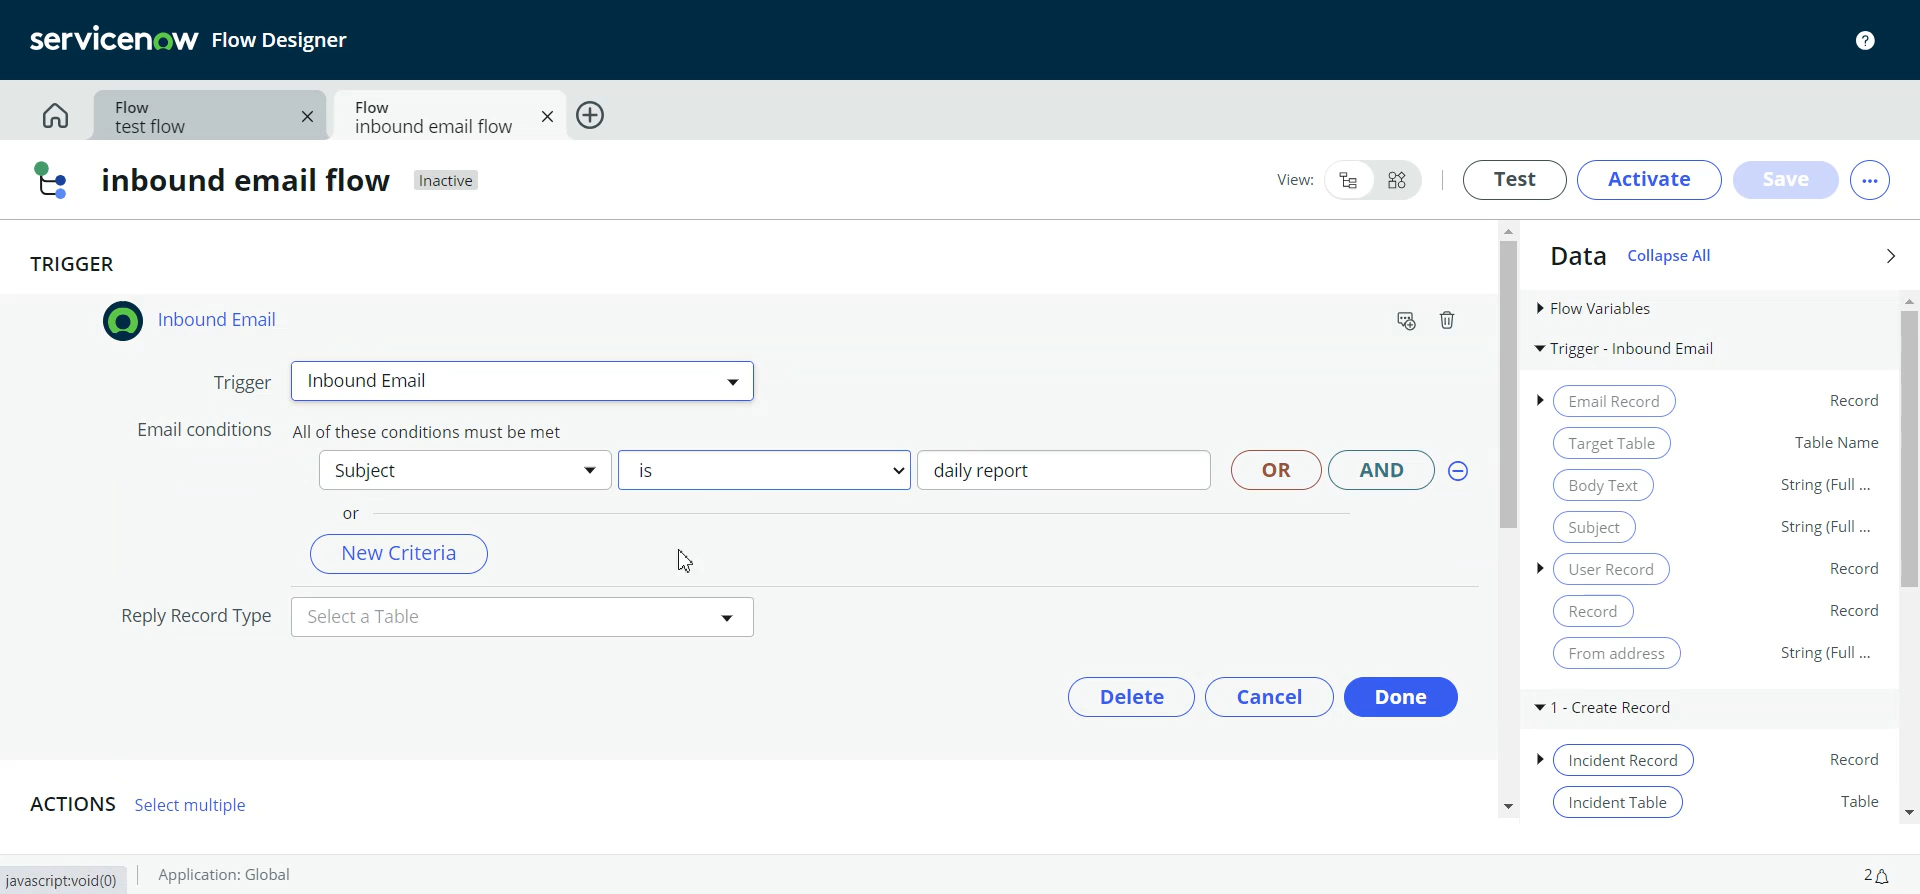 servicenow Flow Designer
?
Flow
test flow
Flow
inbound email flow
inbound email flow Inactive
View:
Test Activate Save ...
TRIGGER
Inbound Email
Trigger Inbound Email
Email conditions All of these conditions must be met
Subject is daily report OR AND
or
New Criteria
Reply Record Type Select a Table
Delete Cancel Done
ACTIONS Select multiple
Data Collapse All
Flow Variables
Trigger - Inbound Email
Email Record Record
Target Table Table Name
Body Text String (Full ...
Subject String (Full ...
User Record Record
Record Record
From address String (Full ...
1 - Create Record
Incident Record Record
Incident Table Table
javascript:void(0) Application: Global 2